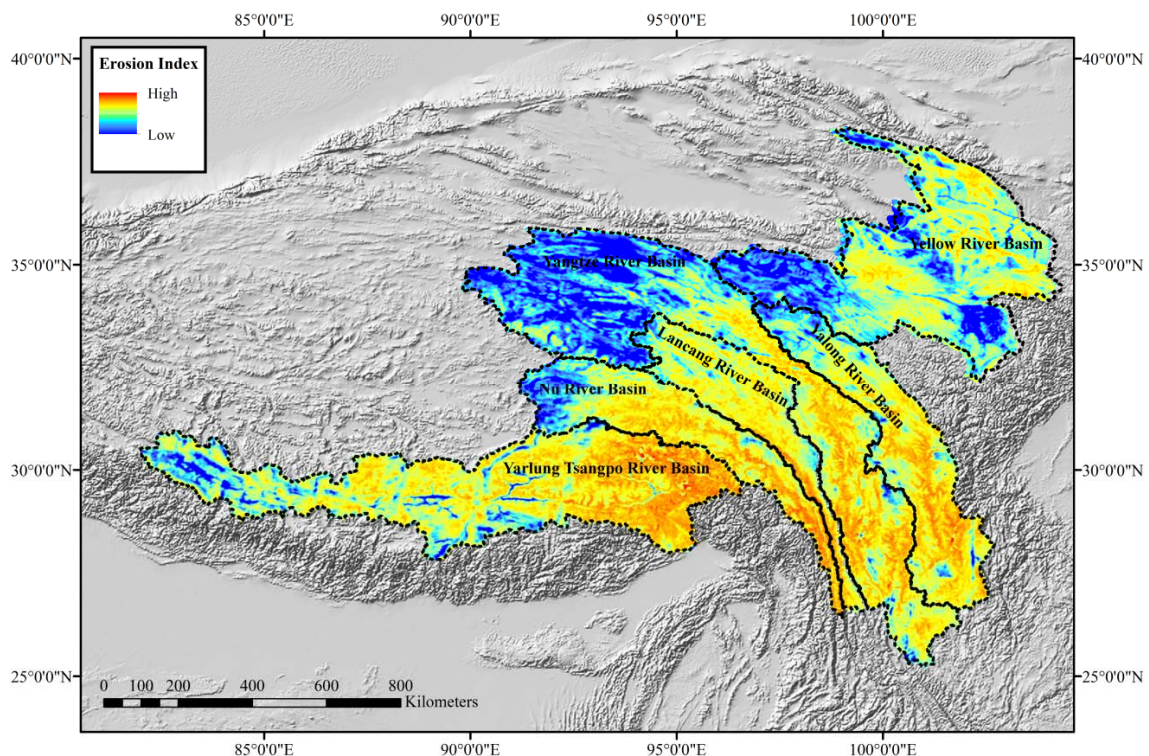 85°0'0"E 90°0'0"E 95°0'0"E 100°0'0"E
40°0'0"N 40°0'0"N
Erosion Index
High
Low
Yellow River Basin
35°0'0"N 35°0'0"N
Yangtze River Basin
Yalong River Basin
Lancang River Basin
Nu River Basin
30°0'0"N 30°0'0"N
Yarlung Tsangpo River Basin
25°0'0"N 25°0'0"N
0 100 200 400 600 800
Kilometers
85°0'0"E 90°0'0"E 95°0'0"E 100°0'0"E